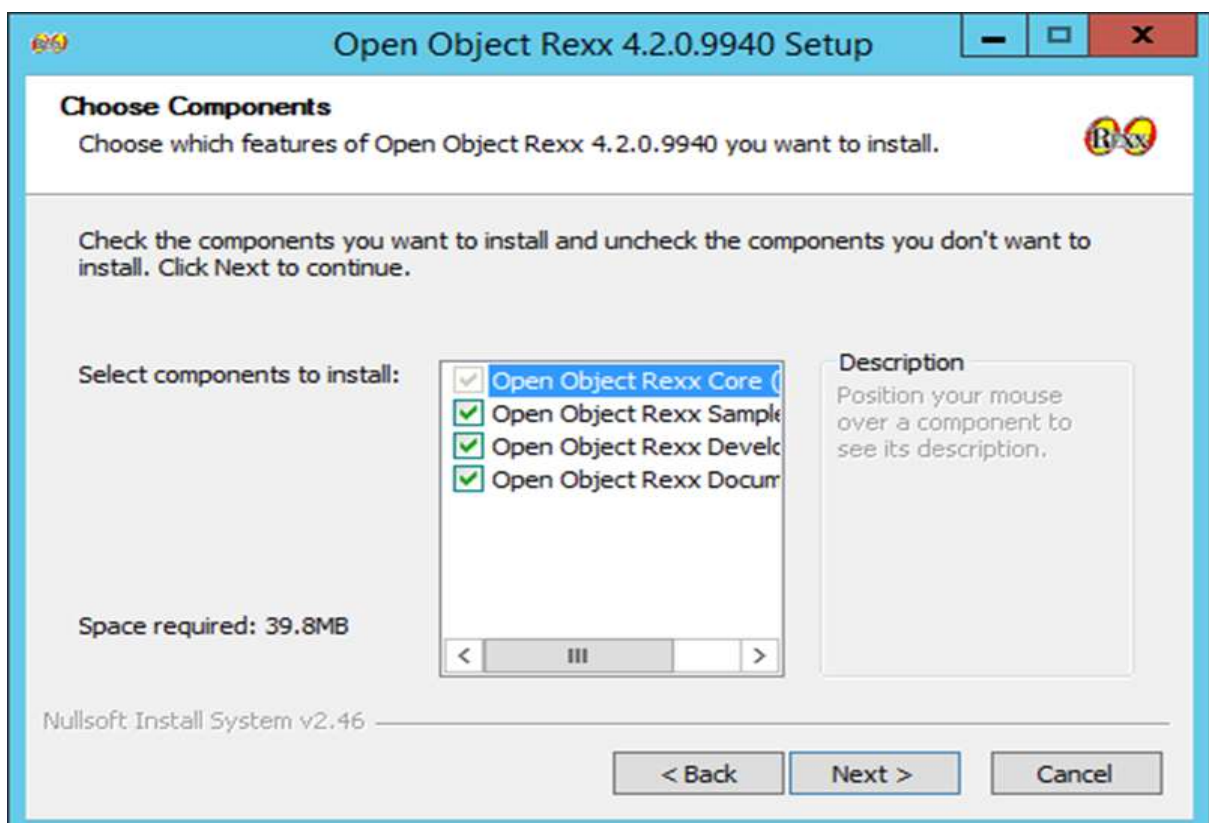 Open Object Rexx 4.2.0.9940 Setup
Choose Components
Choose which features of Open Object Rexx 4.2.0.9940 you want to install.
Rexx
Check the components you want to install and uncheck the components you don't want to
install. Click Next to continue.
Select components to install:
Open Object Rexx Core (
Open Object Rexx Sample
Open Object Rexx Develo
Open Object Rexx Docum
Description
Position your mouse
over a component to
see its description.
Space required: 39.8MB
Nullsoft Install System v2.46
< Back
Next >
Cancel